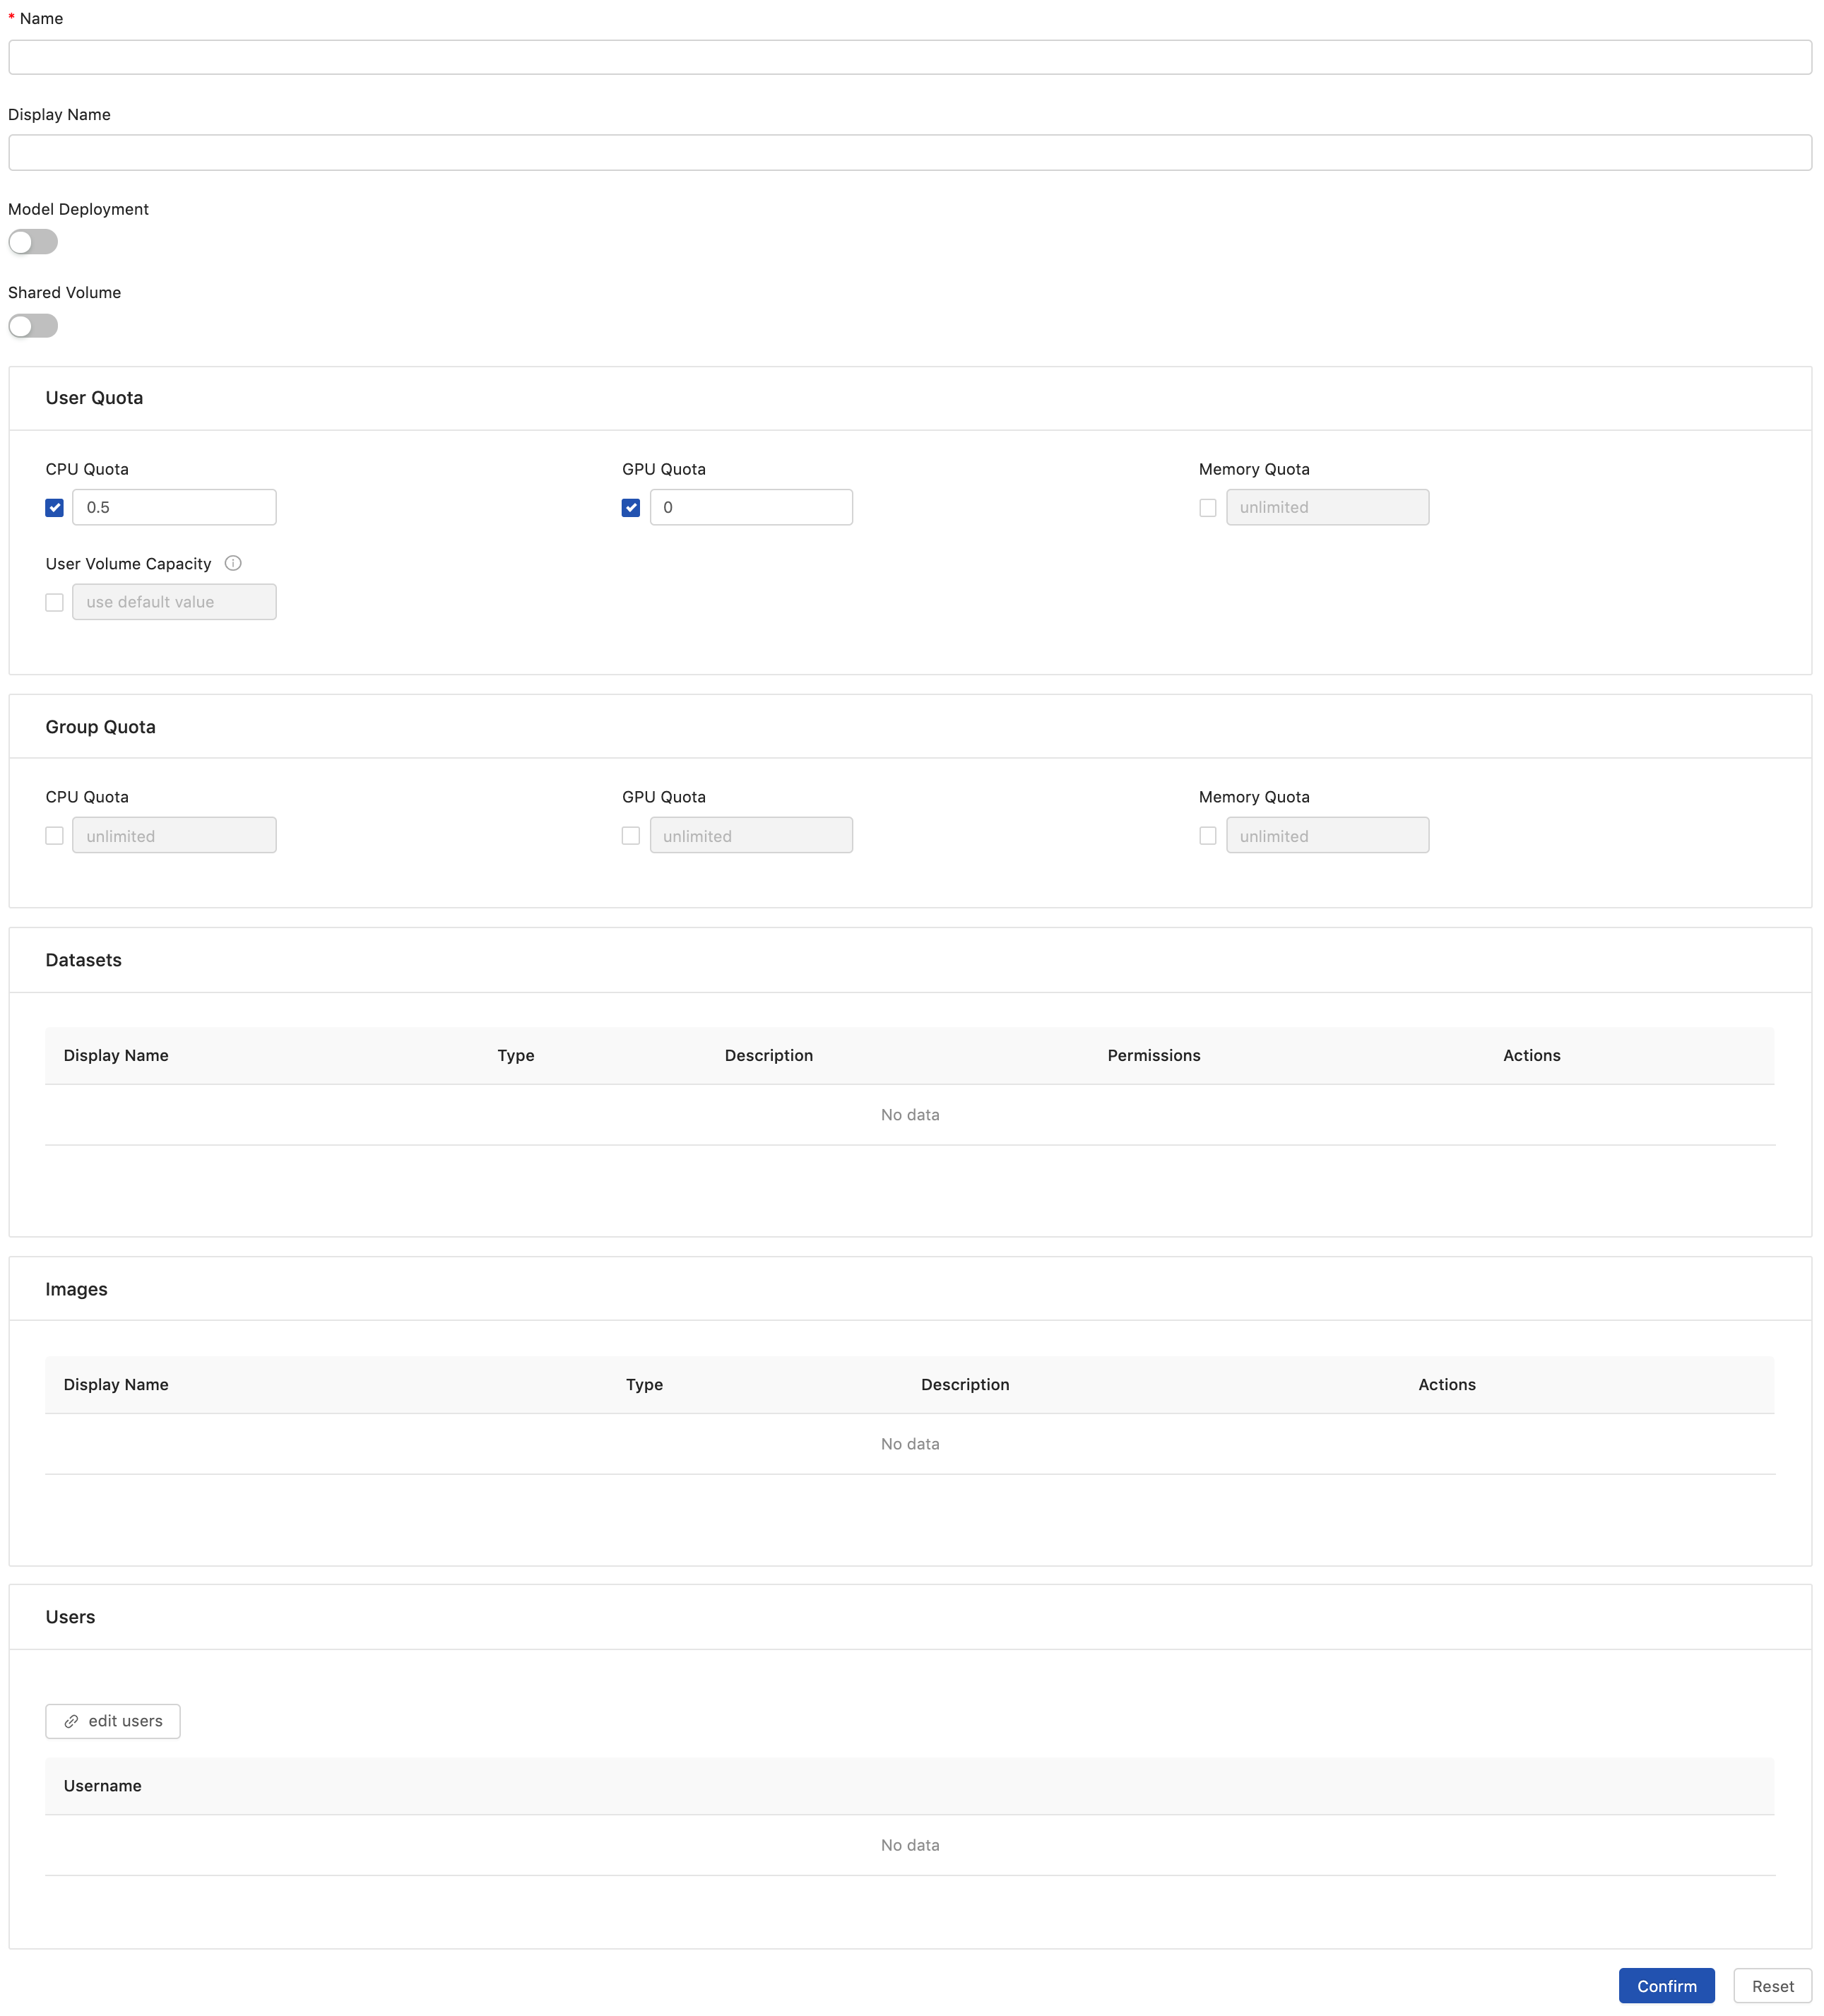 * Name
Display Name
Model Deployment
Shared Volume
User Quota
CPU Quota GPU Quota Memory Quota
0.5 0 unlimited
User Volume Capacity
use default value
Group Quota
CPU Quota GPU Quota Memory Quota
unlimited unlimited unlimited
Datasets
Display Name Type Description Permissions Actions
No data
Images
Display Name Type Description Actions
No data
Users
edit users
Username
No data
Confirm Reset